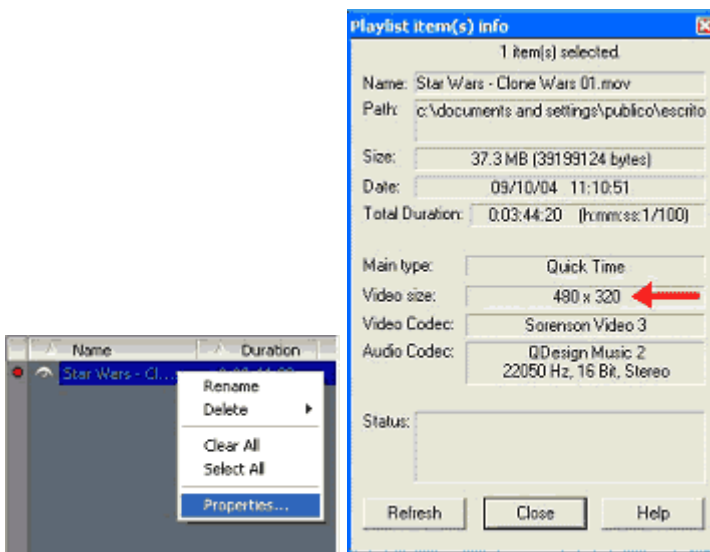 Name Duration
Star Wars - Cl...
Rename
Delete
Clear All
Select All
Properties...
Playlist item(s) info
1 item(s) selected.
Name: Star Wars - Clone Wars 01.mov
Path: c:\documents and settings\publico\escrito
Size: 37.3 MB (39199124 bytes)
Date: 09/10/04 11:10:51
Total Duration: 0:03:44:20 (h:mm:ss:1/100)
Main type: Quick Time
Video size: 480 x 320
Video Codec: Sorenson Video 3
Audio Codec: QDesign Music 2
22050 Hz, 16 Bit, Stereo
Status:
Refresh Close Help